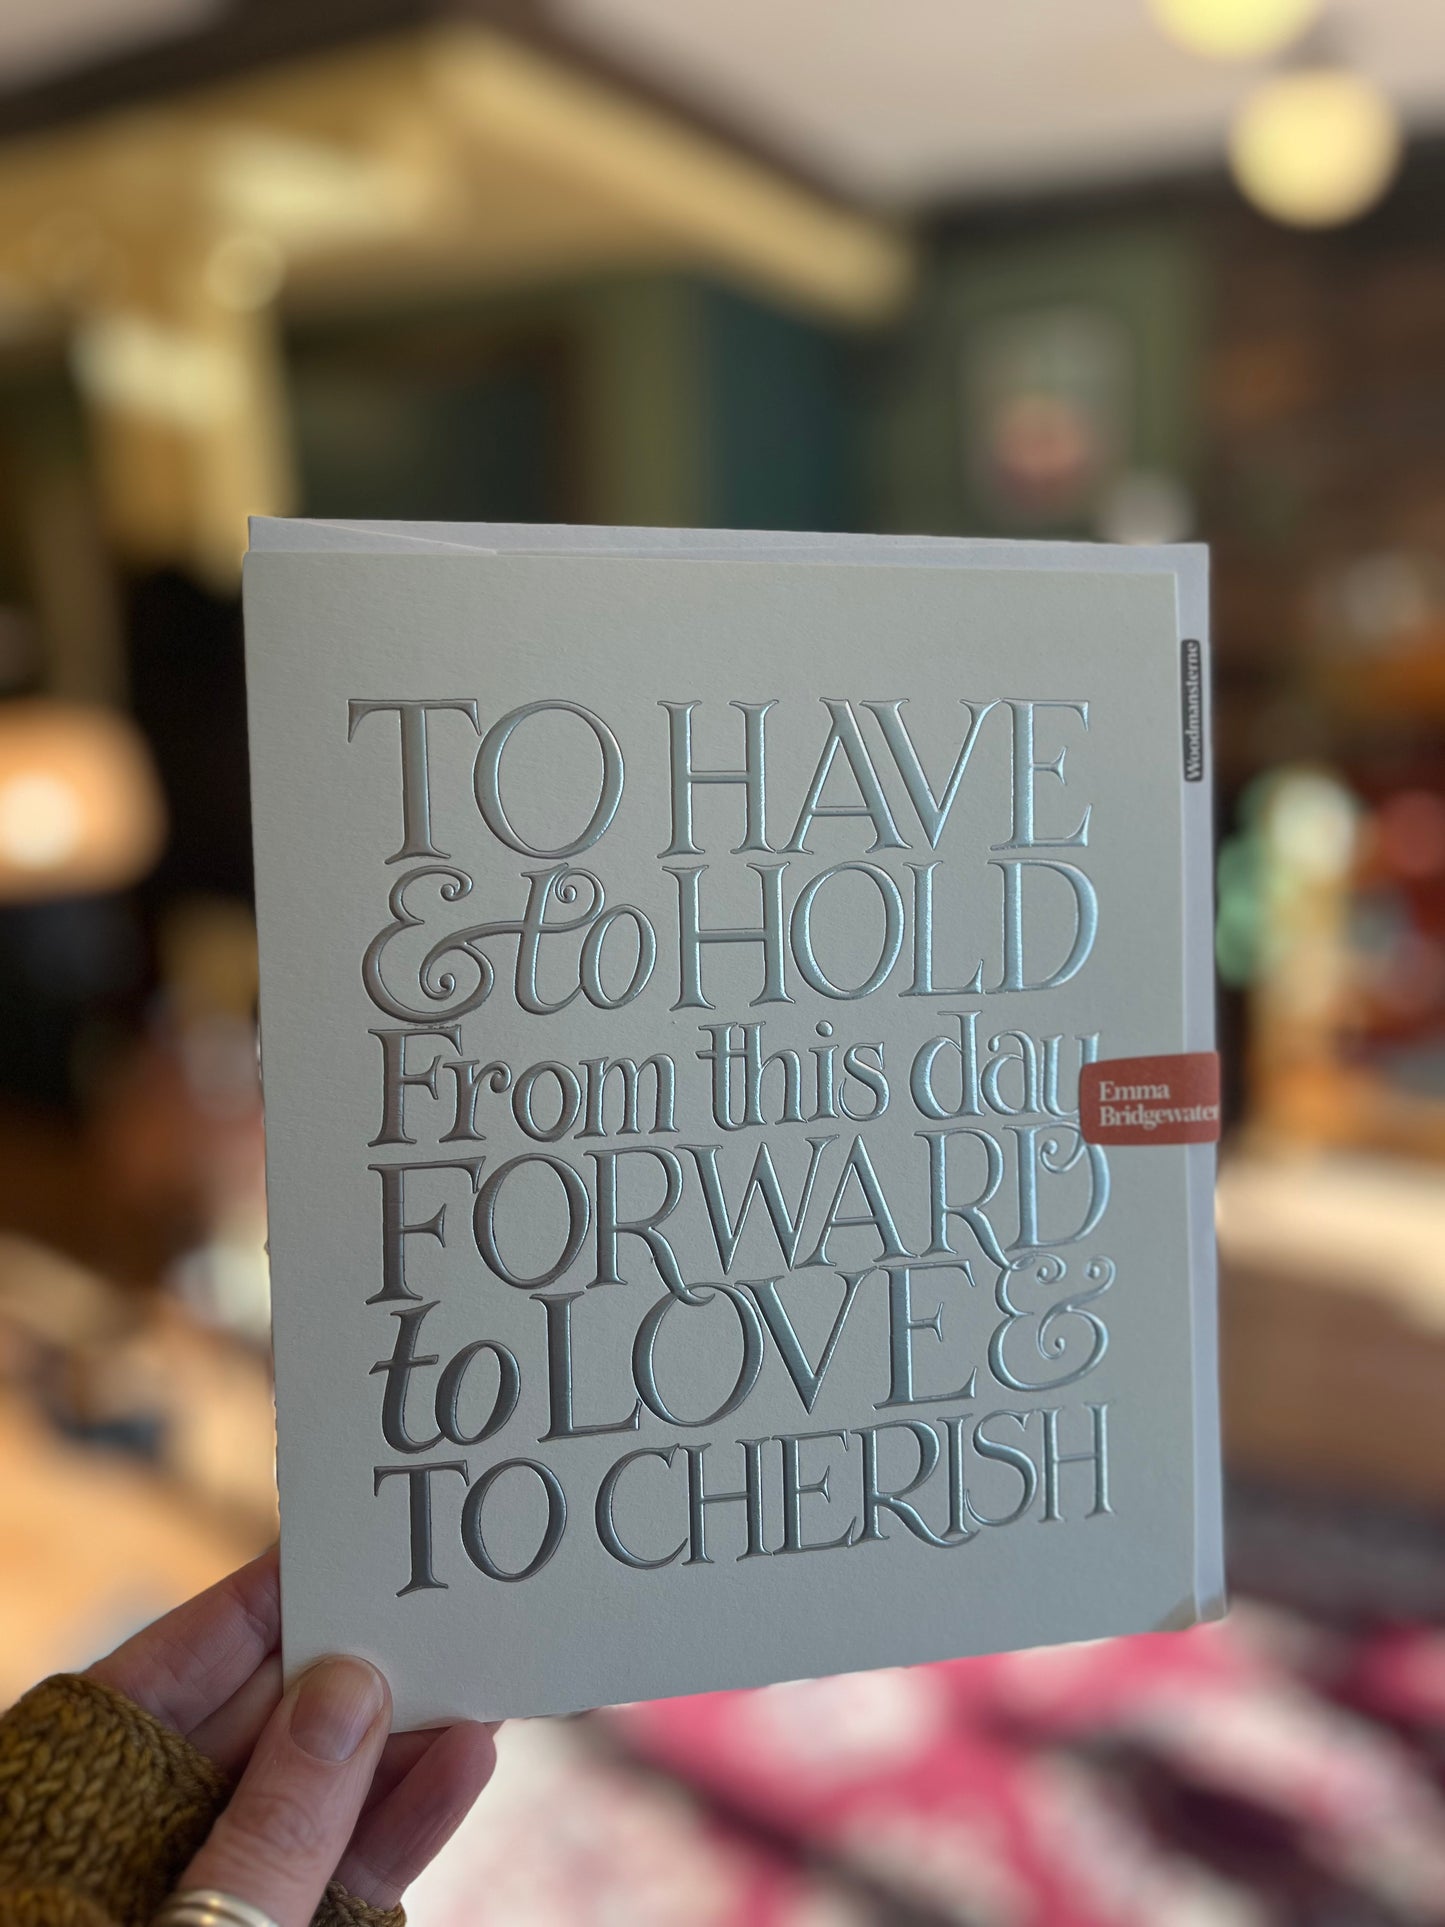 TO HAVE
& to HOLD
From this day
FORWARD
to LOVE &
TO CHERISH
Woodmansterne
Emma
Bridgewater